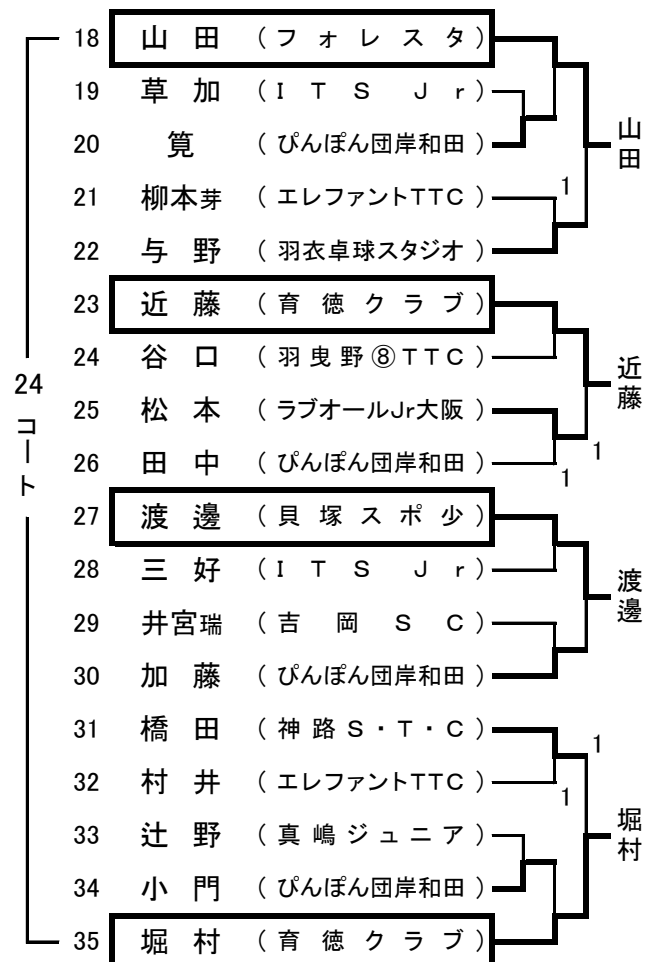 18 山田 （フォレスタ）
19 草加 （ITS Jr）
20 筧 （ぴんぽん団岸和田）
21 柳本芽 （エレファントTTC）
22 与野 （羽衣卓球スタジオ）
23 近藤 （育徳クラブ）
24 谷口 （羽曳野⑧TTC）
25 松本 （ラブオールJr大阪）
26 田中 （ぴんぽん団岸和田）
27 渡邊 （貝塚スポ少）
28 三好 （ITS Jr）
29 井宮瑞 （吉岡SC）
30 加藤 （ぴんぽん団岸和田）
31 橋田 （神路S・T・C）
32 村井 （エレファントTTC）
33 辻野 （真嶋ジュニア）
34 小門 （ぴんぽん団岸和田）
35 堀村 （育徳クラブ）
24コート
1
山田
近藤
1
1
渡邊
1
1
堀村